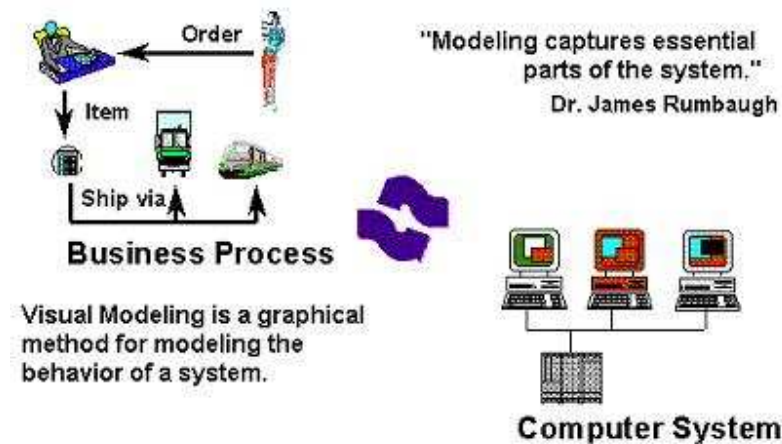 Order
"Modeling captures essential
parts of the system."
Dr. James Rumbaugh
Item
Ship via
Business Process
Visual Modeling is a graphical
method for modeling the
behavior of a system.
Computer System